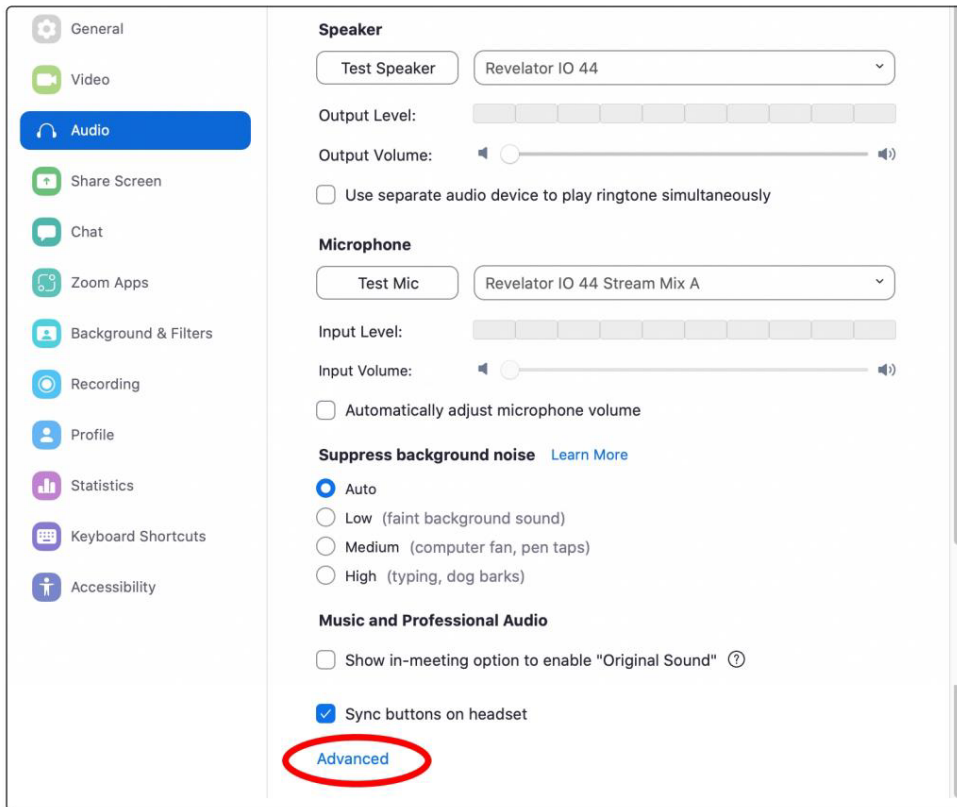 General
Video
Audio
Share Screen
Chat
Zoom Apps
Background & Filters
Recording
Profile
Statistics
Keyboard Shortcuts
Accessibility
Speaker
Test Speaker
Revelator IO 44
Output Level:
Output Volume:
Use separate audio device to play ringtone simultaneously
Microphone
Test Mic
Revelator IO 44 Stream Mix A
Input Level:
Input Volume:
Automatically adjust microphone volume
Suppress background noise Learn More
Auto
Low (faint background sound)
Medium (computer fan, pen taps)
High (typing, dog barks)
Music and Professional Audio
Show in-meeting option to enable "Original Sound" ?
Sync buttons on headset
Advanced